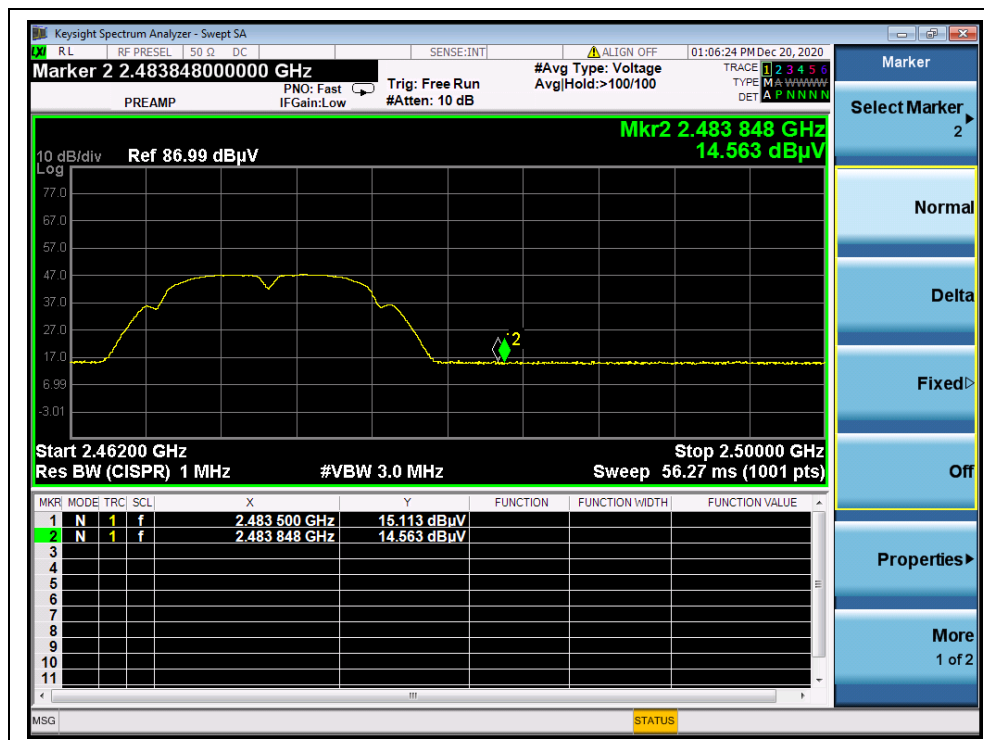 Keysight Spectrum Analyzer - Swept SA
LXI RL RF PRESEL 50 Ω DC SENSE:INT ALIGN OFF 01:06:24 PM Dec 20, 2020
Marker 2 2.483848000000 GHz
PREAMP
PNO: Fast
IFGain:Low
Trig: Free Run
#Atten: 10 dB
#Avg Type: Voltage
Avg|Hold:>100/100
TRACE 1 2 3 4 5 6
TYPE M A W W W W
DET A P N N N N
Mkr2 2.483 848 GHz
14.563 dBµV
10 dB/div Ref 86.99 dBµV
Log
77.0
67.0
57.0
47.0
37.0
27.0
17.0
6.99
-3.01
2
Start 2.46200 GHz Stop 2.50000 GHz
Res BW (CISPR) 1 MHz #VBW 3.0 MHz Sweep 56.27 ms (1001 pts)
MKR MODE TRC SCL X Y FUNCTION FUNCTION WIDTH FUNCTION VALUE
1 N 1 f 2.483 500 GHz 15.113 dBµV
2 N 1 f 2.483 848 GHz 14.563 dBµV
3
4
5
6
7
8
9
10
11
MSG STATUS
Marker
Select Marker
2
Normal
Delta
Fixed
Off
Properties
More
1 of 2